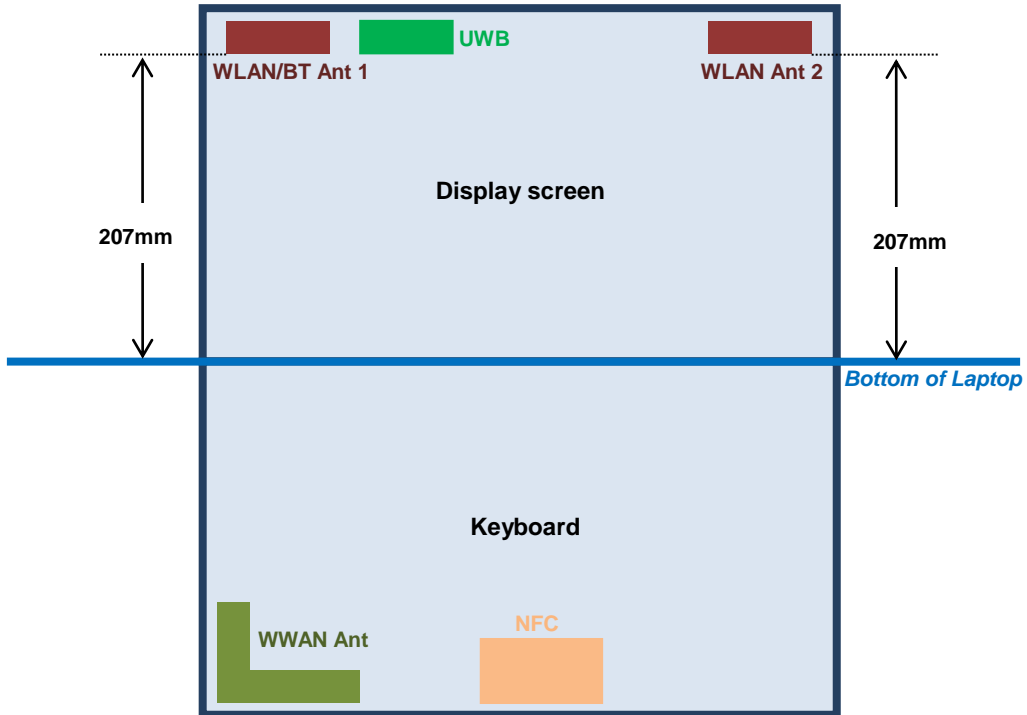 UWB
WLAN/BT Ant 1
WLAN Ant 2
Display screen
207mm
207mm
Bottom of Laptop
Keyboard
NFC
WWAN Ant